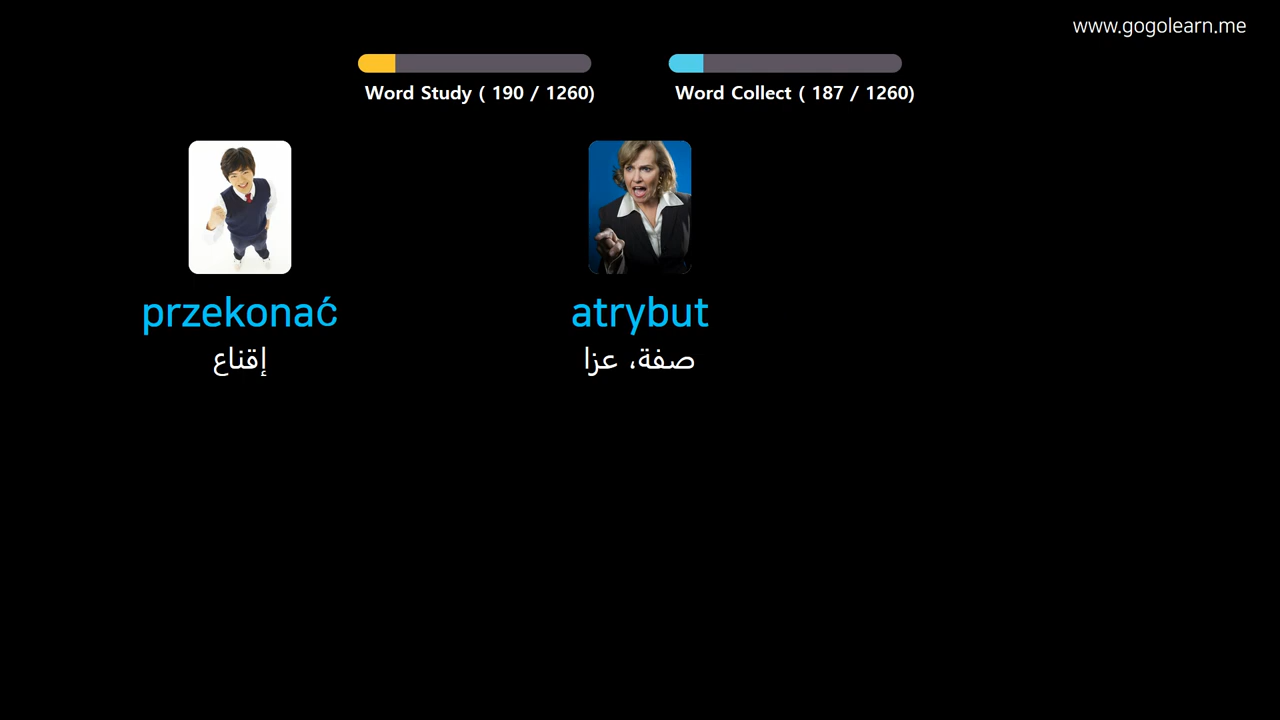 www.gogolearn.me
Word Study ( 190 / 1260)
Word Collect ( 187 / 1260)
przekonać
إقناع
atrybut
صفة، عزا